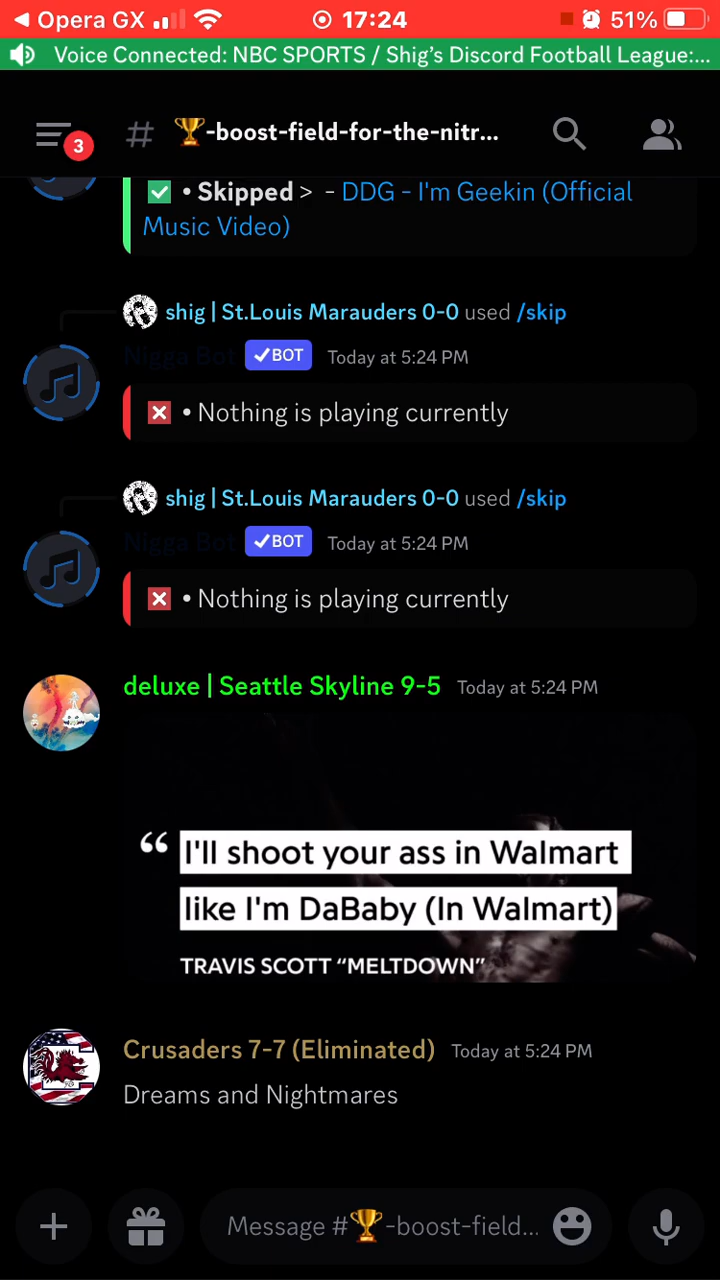 ◀ Opera GX 17:24 51%
Voice Connected: NBC SPORTS / Shig's Discord Football League:...
3 # 🏆-boost-field-for-the-nitr...
✅ • Skipped > - DDG - I'm Geekin (Official
Music Video)
shig | St.Louis Marauders 0-0 used /skip
Nigga Bot ✓BOT Today at 5:24 PM
❌ • Nothing is playing currently
shig | St.Louis Marauders 0-0 used /skip
Nigga Bot ✓BOT Today at 5:24 PM
❌ • Nothing is playing currently
deluxe | Seattle Skyline 9-5 Today at 5:24 PM
“ I'll shoot your ass in Walmart
like I'm DaBaby (In Walmart)
TRAVIS SCOTT “MELTDOWN”
Crusaders 7-7 (Eliminated) Today at 5:24 PM
Dreams and Nightmares
Message #🏆-boost-field...